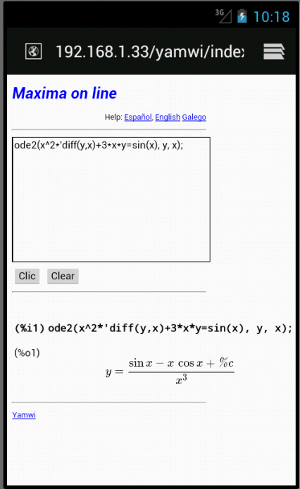 3G 10:18
192.168.1.33/yamwi/index
Maxima on line
Help: Español, English Galego
ode2(x^2*'diff(y,x)+3*x*y=sin(x), y, x);
Clic Clear
(%i1) ode2(x^2*'diff(y,x)+3*x*y=sin(x), y, x);
(%o1)
y = \frac{\sin x - x \cos x + %c}{x^3}
Yamwi